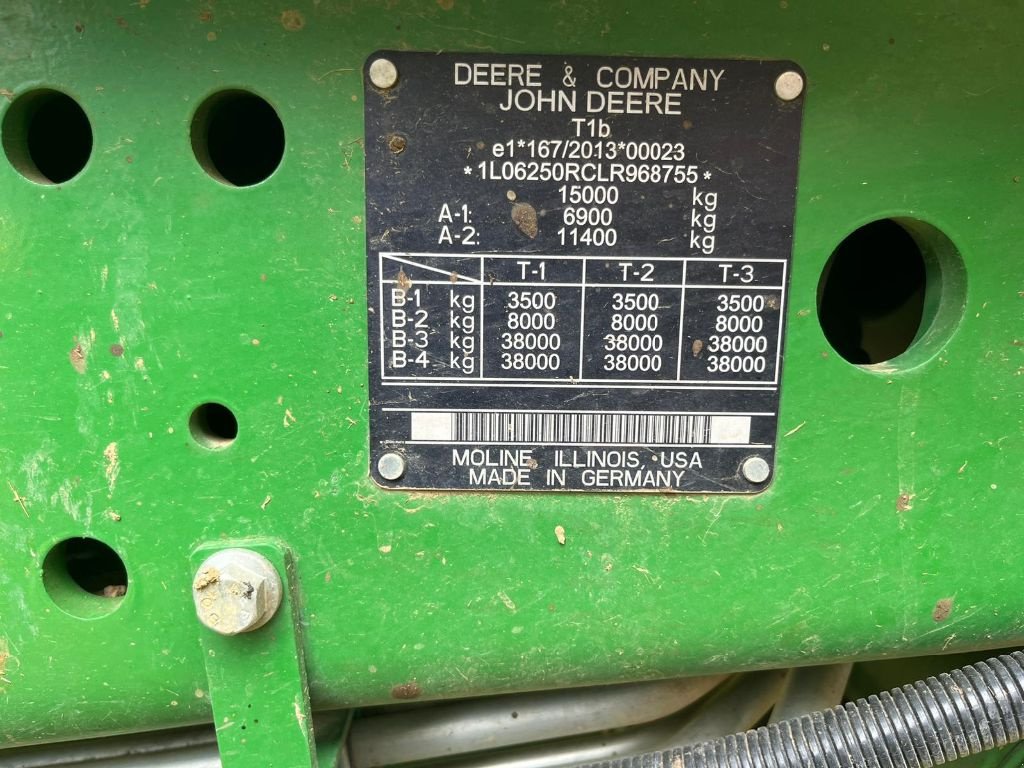 DEERE & COMPANY
JOHN DEERE
T1b
e1*167/2013*00023
*1L06250RCLR968755*
15000 kg
A-1: 6900 kg
A-2: 11400 kg
T-1 T-2 T-3
B-1 kg 3500 3500 3500
B-2 kg 8000 8000 8000
B-3 kg 38000 38000 38000
B-4 kg 38000 38000 38000
MOLINE, ILLINOIS, USA
MADE IN GERMANY